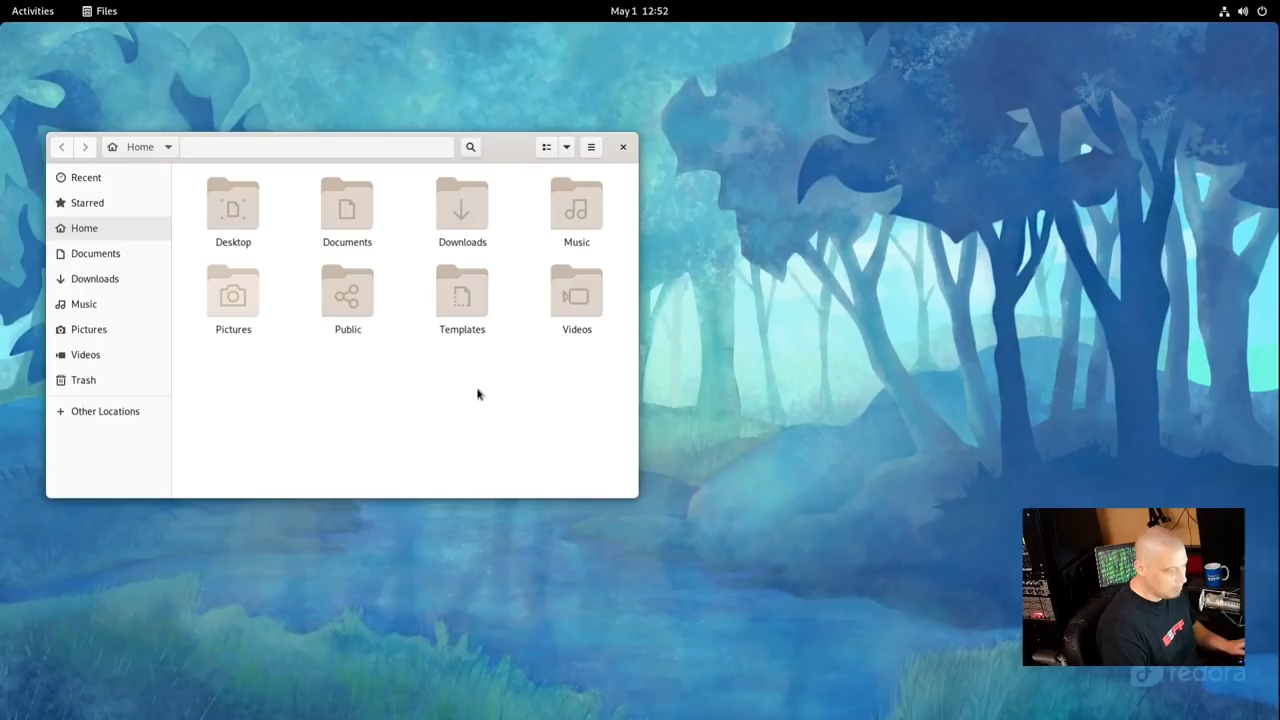 Activities Files May 1 12:52
Home
Recent
Starred
Home
Documents
Downloads
Music
Pictures
Videos
Trash
Other Locations
Desktop Documents Downloads Music
Pictures Public Templates Videos
EFF
fedora